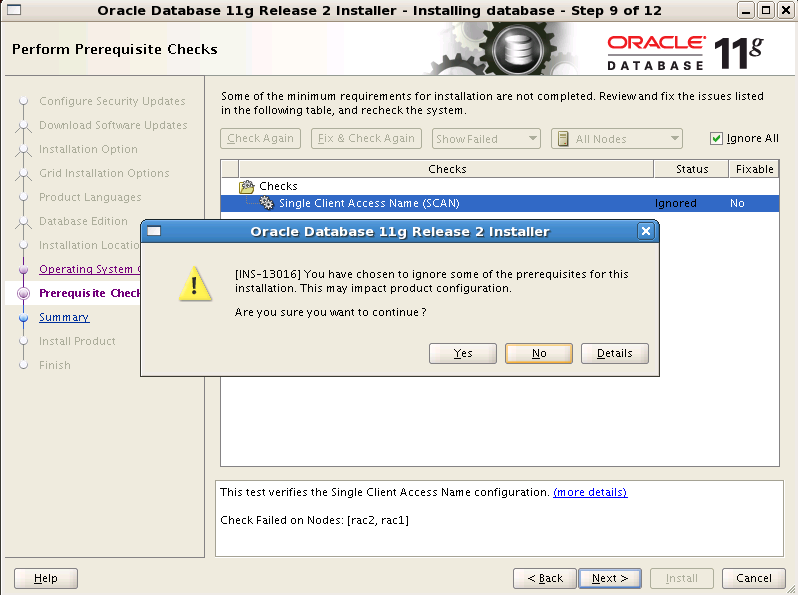 Oracle Database 11g Release 2 Installer - Installing database - Step 9 of 12
Perform Prerequisite Checks
ORACLE
DATABASE
11g
Configure Security Updates
Download Software Updates
Installation Option
Grid Installation Options
Product Languages
Database Edition
Installation Locatio
Operating System
Prerequisite Check
Summary
Install Product
Finish
Some of the minimum requirements for installation are not completed. Review and fix the issues listed
in the following table, and recheck the system.
Check Again
Fix & Check Again
Show Failed
All Nodes
Ignore All
Checks Status Fixable
Checks
Single Client Access Name (SCAN) Ignored No
Oracle Database 11g Release 2 Installer
[INS-13016] You have chosen to ignore some of the prerequisites for this
installation. This may impact product configuration.
Are you sure you want to continue?
Yes
No
Details
This test verifies the Single Client Access Name configuration. (more details)
Check Failed on Nodes: [rac2, rac1]
Help
< Back
Next >
Install
Cancel